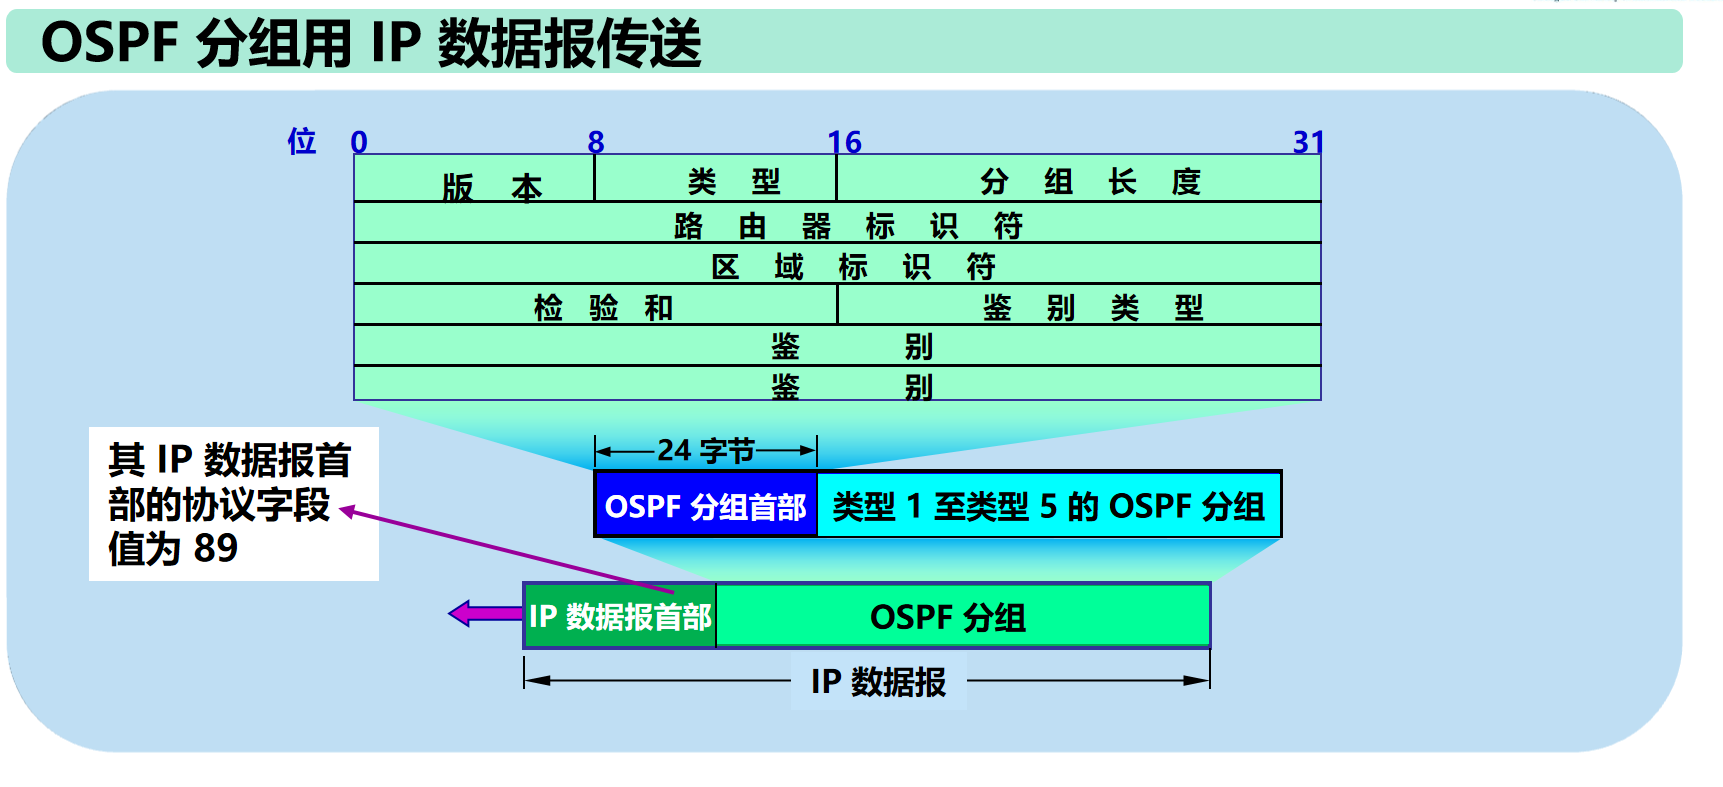 OSPF 分组用 IP 数据报传送
位 0 8 16 31
版 本 类 型 分 组 长 度
路 由 器 标 识 符
区 域 标 识 符
检 验 和 鉴 别 类 型
鉴 别
鉴 别
24 字节
其 IP 数据报首
部的协议字段
值为 89
OSPF 分组首部 类型 1 至类型 5 的 OSPF 分组
IP 数据报首部 OSPF 分组
IP 数据报